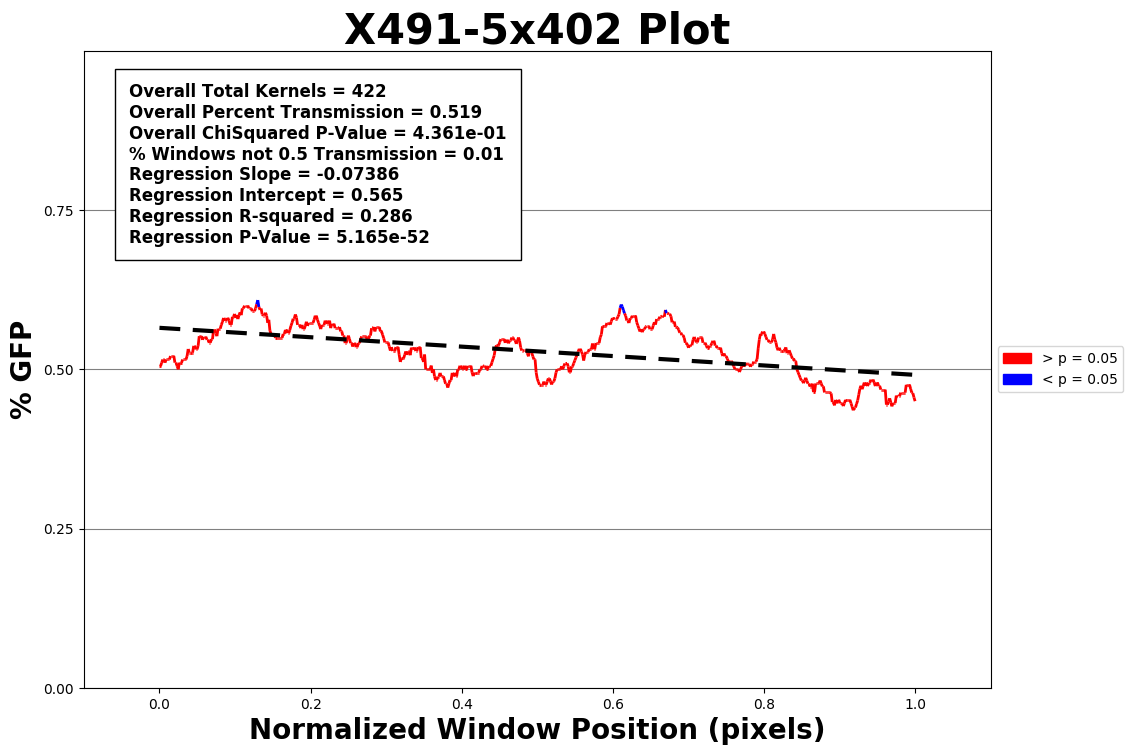 X491-5x402 Plot
Overall Total Kernels = 422
Overall Percent Transmission = 0.519
Overall ChiSquared P-Value = 4.361e-01
% Windows not 0.5 Transmission = 0.01
Regression Slope = -0.07386
Regression Intercept = 0.565
Regression R-squared = 0.286
Regression P-Value = 5.165e-52
% GFP
0.75
0.50
0.25
0.00
0.0 0.2 0.4 0.6 0.8 1.0
Normalized Window Position (pixels)
> p = 0.05
< p = 0.05